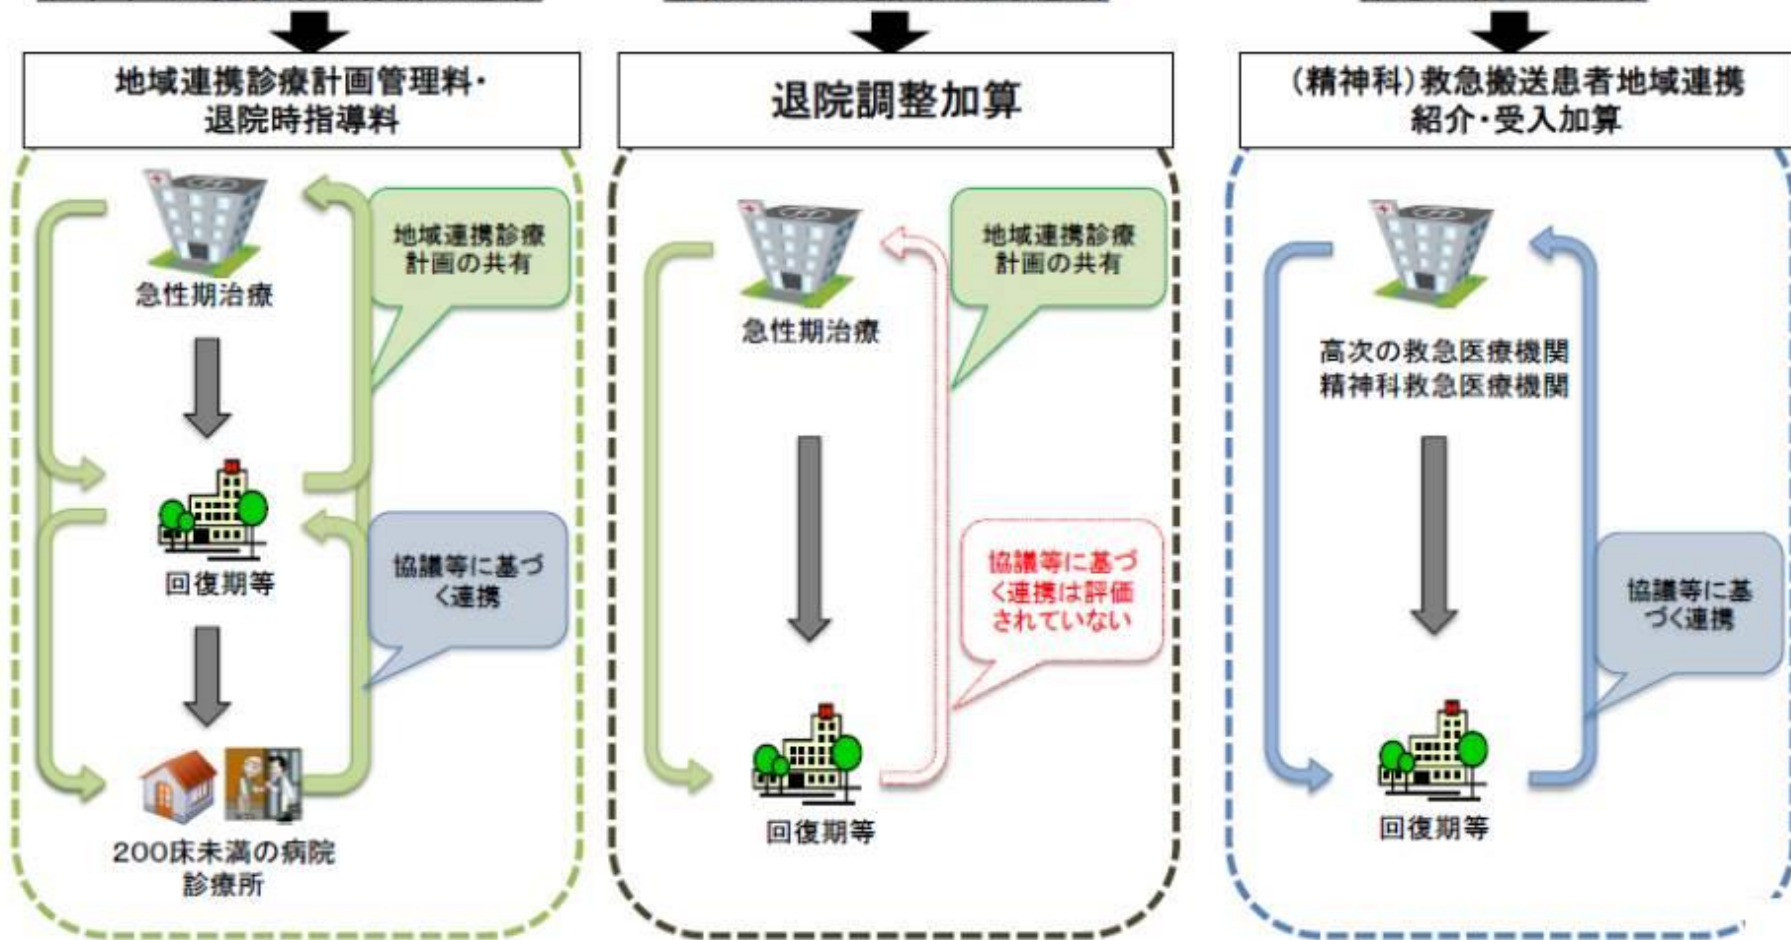 地域連携診療計画管理料・
退院時指導料
地域連携診療
計画の共有
急性期治療
回復期等
協議等に基づ
く連携
200床未満の病院
診療所
退院調整加算
地域連携診療
計画の共有
急性期治療
協議等に基づ
く連携は評価
されていない
回復期等
(精神科)救急搬送患者地域連携
紹介・受入加算
高次の救急医療機関
精神科救急医療機関
協議等に基
づく連携
回復期等